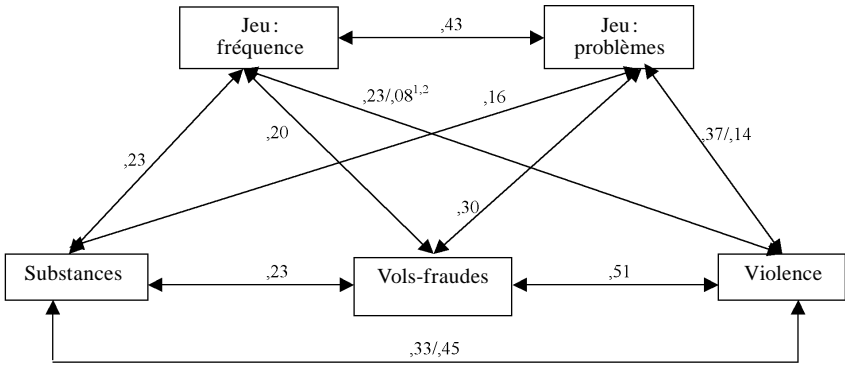 Jeu :
fréquence
,43
Jeu :
problèmes
,23/,08¹,²
,16
,20
,37/,14
,23
,30
Substances
,23
Vols-fraudes
,51
Violence
,33/,45